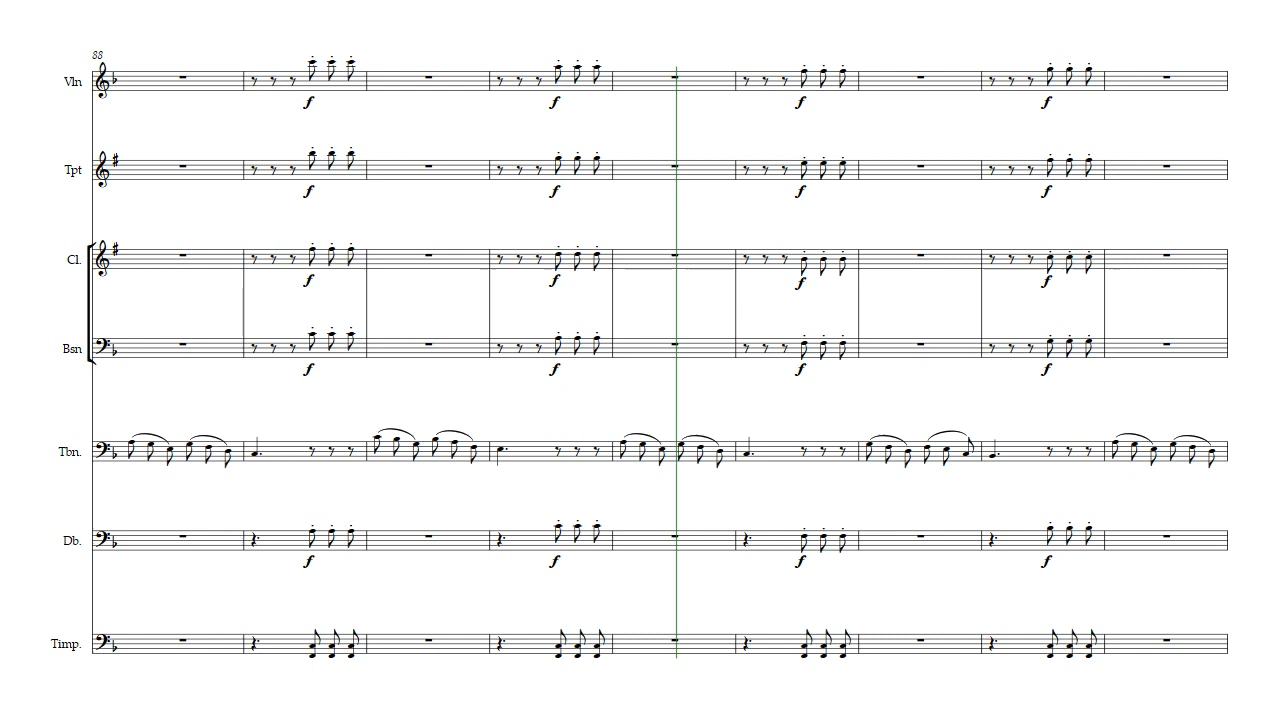 88
Vln
f f f f
Tpt
f f f f
Cl.
f f f f
Bsn
f f f f
Tbn.
Db.
f f f f
Timp.